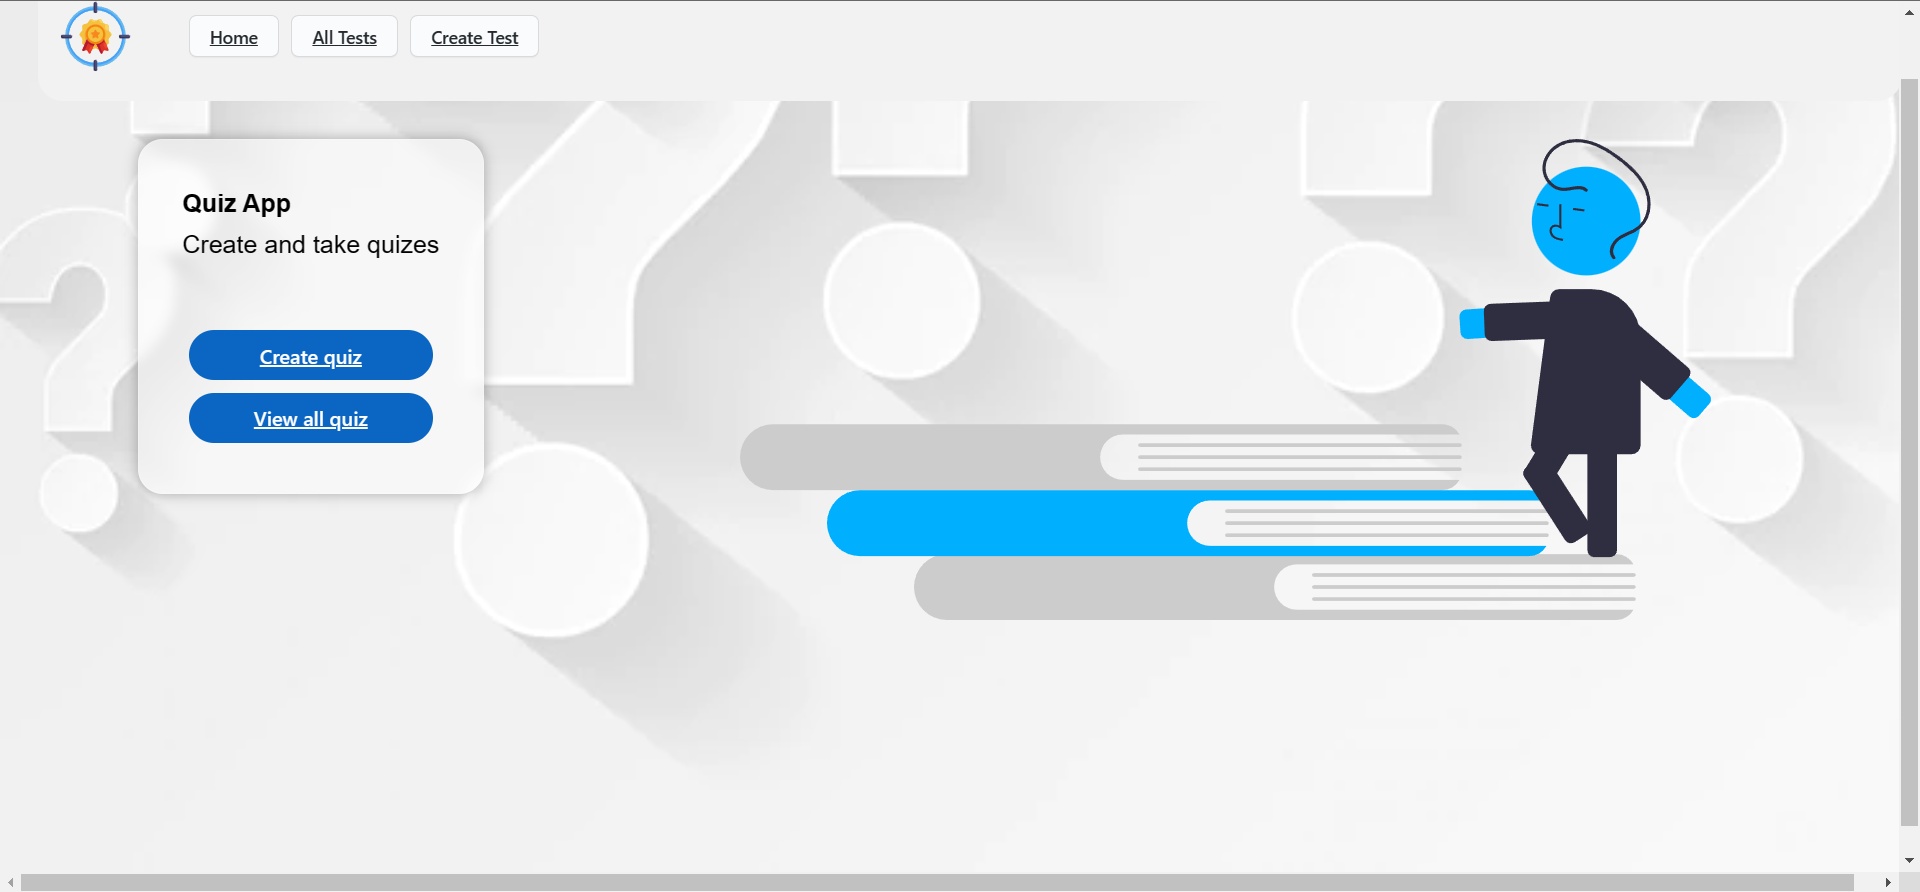 Home
All Tests
Create Test
Quiz App
Create and take quizes
Create quiz
View all quiz